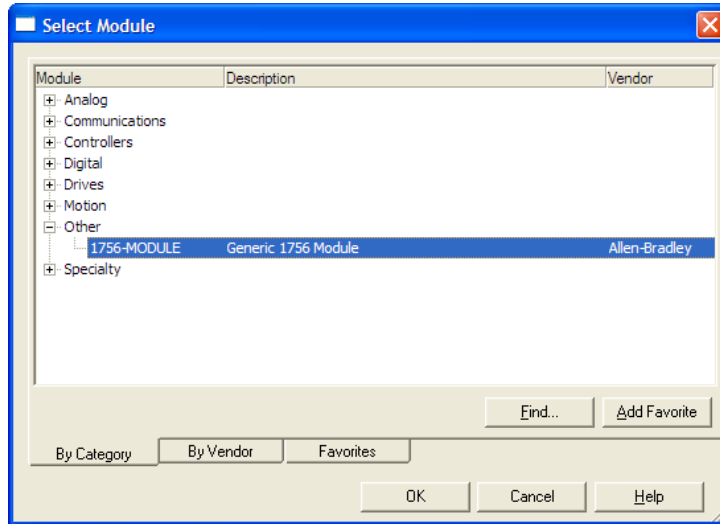 Select Module
Module Description Vendor
Analog
Communications
Controllers
Digital
Drives
Motion
Other
1756-MODULE Generic 1756 Module Allen-Bradley
Specialty
Find... Add Favorite
By Category By Vendor Favorites
OK Cancel Help